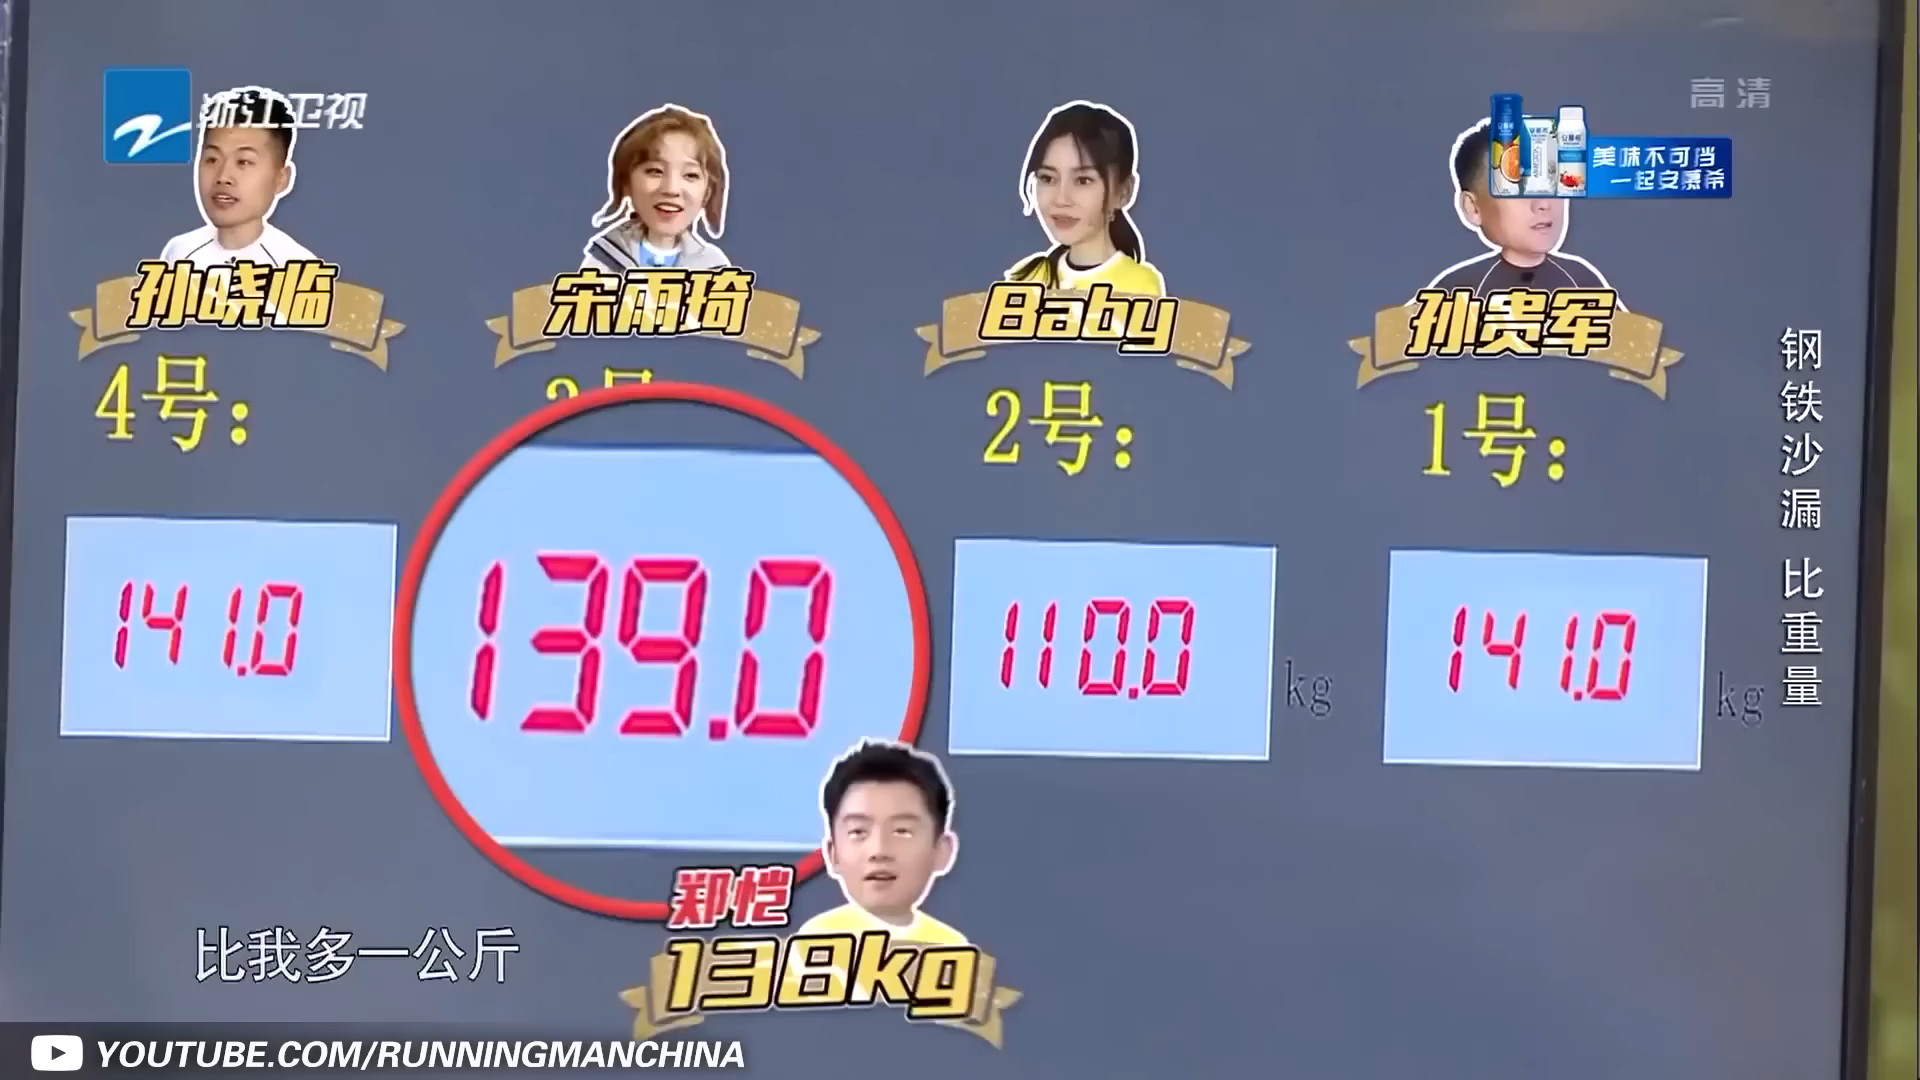 浙江卫视
高清
美味不可挡
一起安慕希
孙晓临
宋雨琦
Baby
孙贵军
4号:
2号:
1号:
141.0
139.0
110.0
kg
141.0
kg
钢铁沙漏 比重量
郑恺
138kg
比我多一公斤
YOUTUBE.COM/RUNNINGMANCHINA